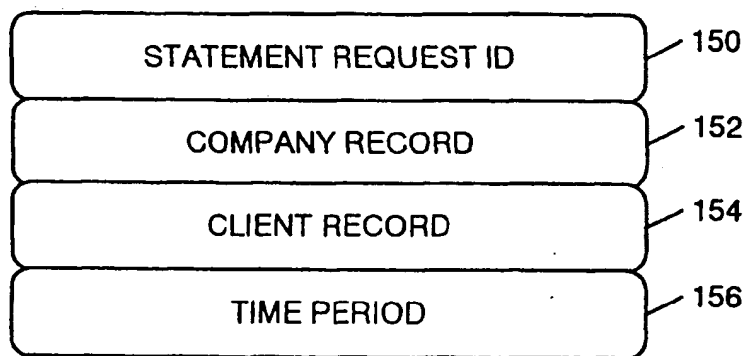 STATEMENT REQUEST ID 150
COMPANY RECORD 152
CLIENT RECORD 154
TIME PERIOD 156